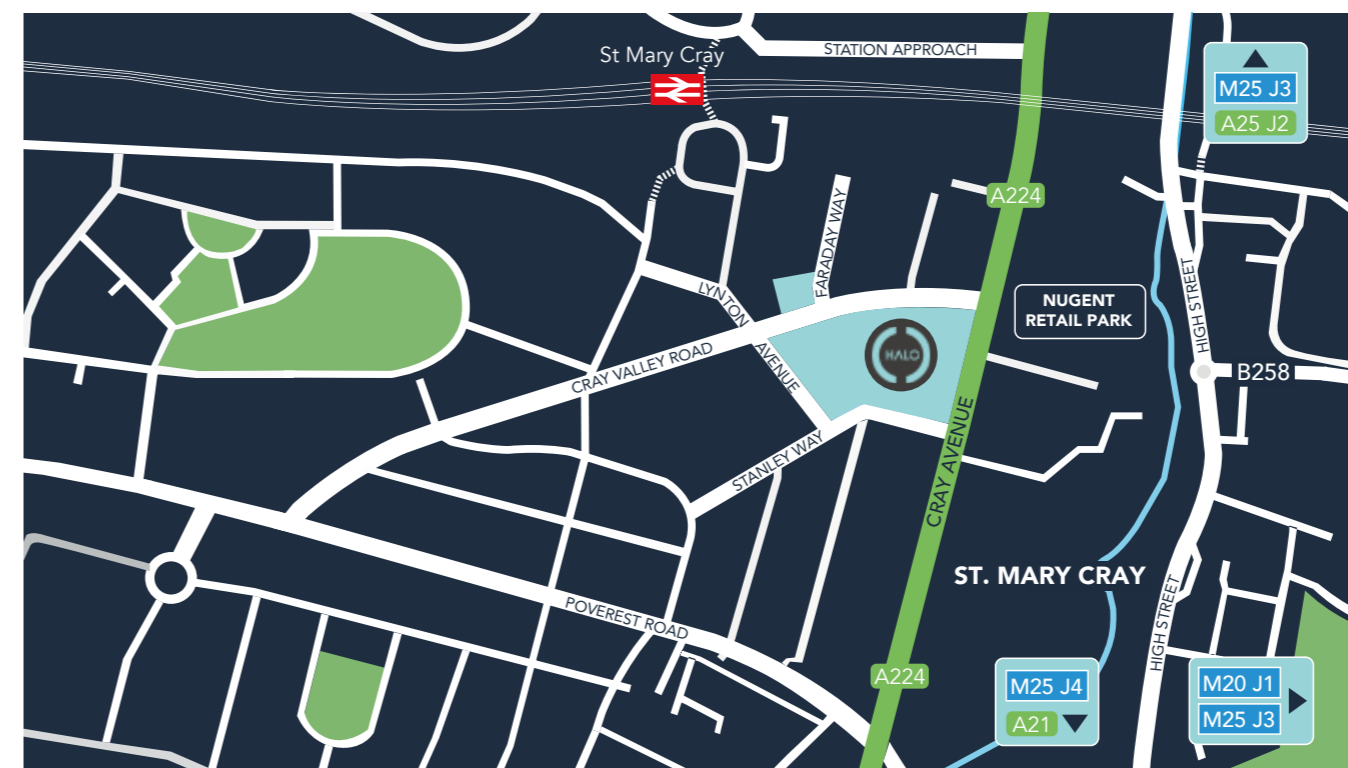 St Mary Cray
STATION APPROACH
M25 J3
A25 J2
A224
FARADAY WAY
LYNTON AVENUE
NUGENT
RETAIL PARK
HIGH STREET
HALO
CRAY VALLEY ROAD
B258
STANLEY WAY
CRAY AVENUE
ST. MARY CRAY
POVEREST ROAD
HIGH STREET
A224
M25 J4
A21
M20 J1
M25 J3